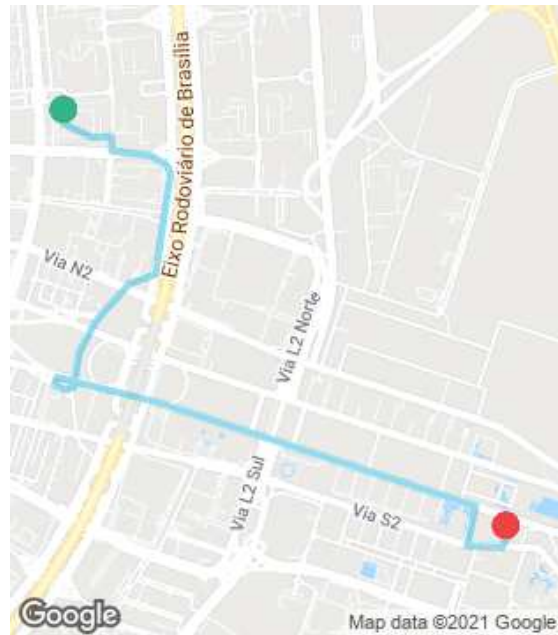 Eixo Rodoviário de Brasília
Via N2
Via L2 Norte
Via L2 Sul
Via S2
Google
Map data ©2021 Google